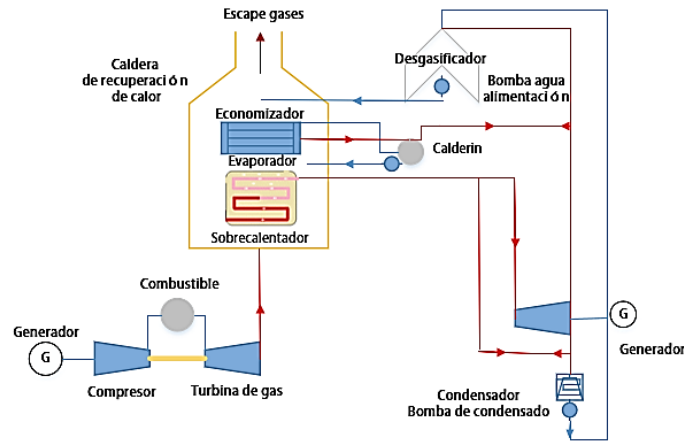 Escape gases
Caldera
de recuperaci ó n
de calor
Desgasificador
Bomba agua
alimentaci ó n
Economizador
Calderin
Evaporador
Sobrecalentador
Combustible
Generador
G
Compresor
Turbina de gas
G
Generador
Condensador
Bomba de condensado